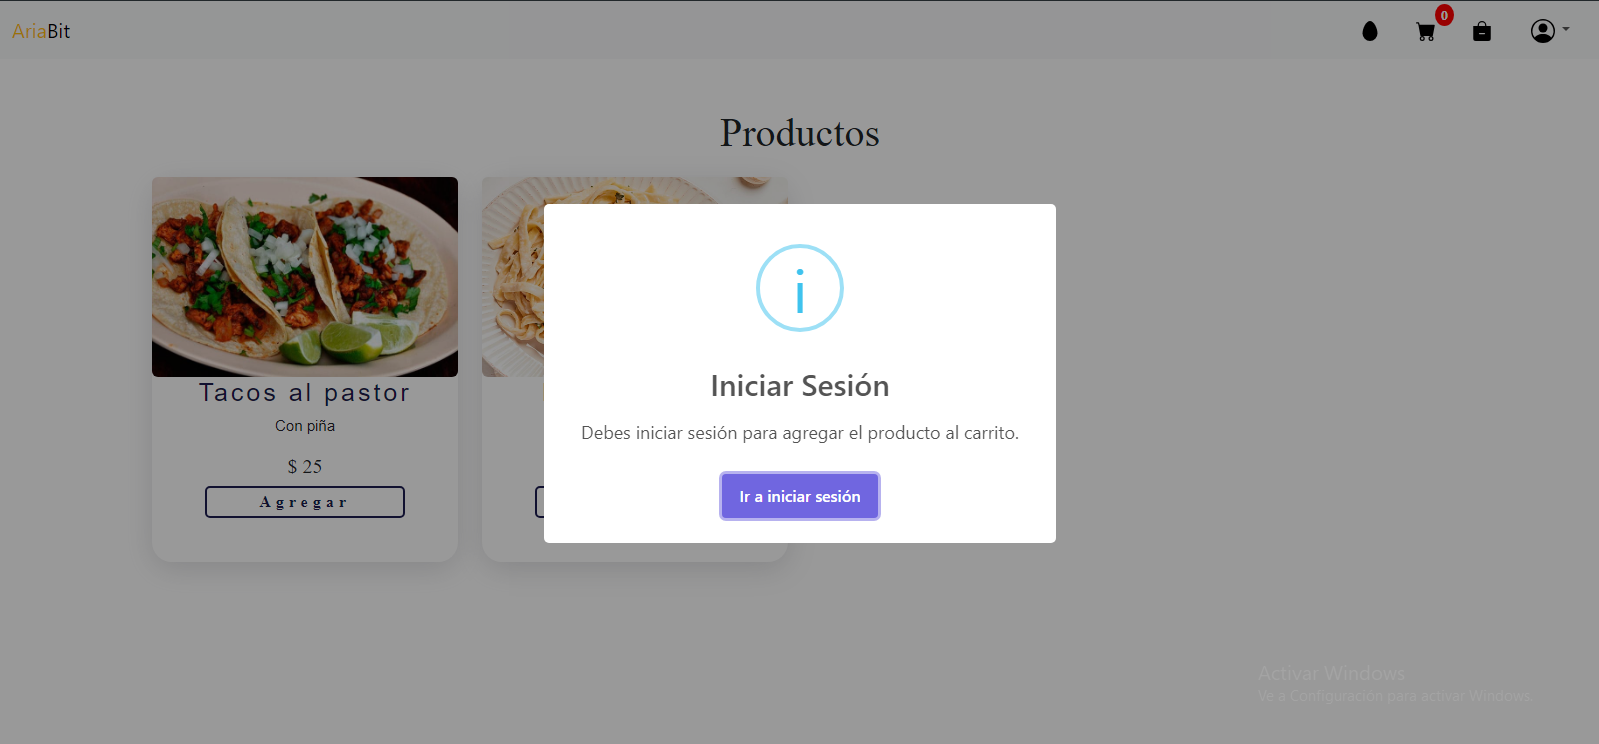 AriaBit
0
Productos
Tacos al pastor
Con piña
$ 25
Agregar
i
Iniciar Sesión
Debes iniciar sesión para agregar el producto al carrito.
Ir a iniciar sesión
Activar Windows
Ve a Configuración para activar Windows.